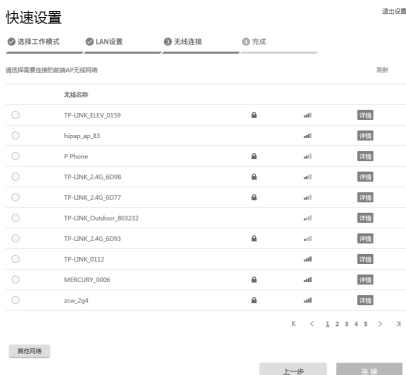 快速设置
退出设置
选择工作模式 LAN设置 3 无线连接 4 完成
请选择需要连接的前端AP无线网络 刷新
无线名称
TP-LINK_ELEV_0159 详情
hipap_ap_83 详情
P Phone 详情
TP-LINK_2.4G_6D9B 详情
TP-LINK_2.4G_6D77 详情
TP-LINK_Outdoor_803232 详情
TP-LINK_2.4G_6D93 详情
TP-LINK_0112 详情
MERCURY_0006 详情
zcw_2g4 详情
K < 1 2 3 4 5 > ›I
其他网络
上一步 连 接